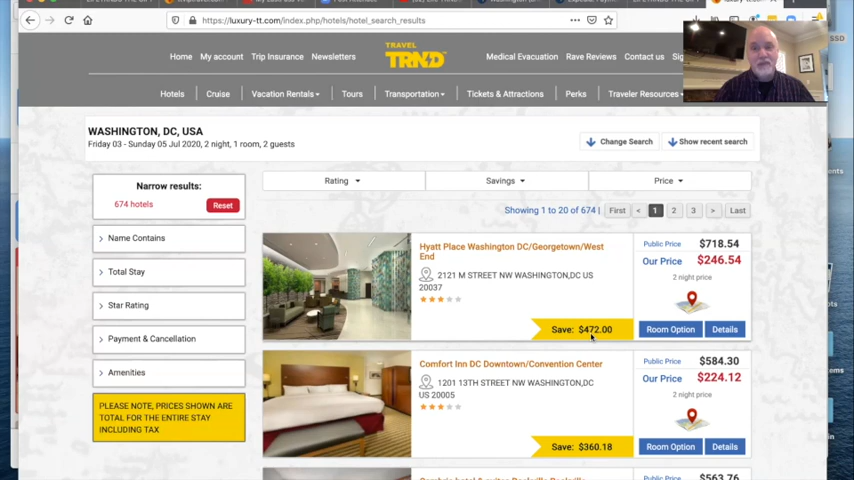 https://luxury-tt.com/index.php/hotels/hotel_search_results
Home My account Trip Insurance Newsletters
TRAVEL
TRND
Medical Evacuation Rave Reviews Contact us
Hotels Cruise Vacation Rentals Tours Transportation Tickets & Attractions Perks Traveler Resources
WASHINGTON, DC, USA
Friday 03 - Sunday 05 Jul 2020, 2 night, 1 room, 2 guests
Change Search Show recent search
Narrow results:
674 hotels Reset
Name Contains
Total Stay
Star Rating
Payment & Cancellation
Amenities
PLEASE NOTE, PRICES SHOWN ARE
TOTAL FOR THE ENTIRE STAY
INCLUDING TAX
Rating Savings Price
Showing 1 to 20 of 674 | First < 1 2 3 > Last
Hyatt Place Washington DC/Georgetown/West
End
2121 M STREET NW WASHINGTON,DC US
20037
Save: $472.00
Public Price $718.54
Our Price $246.54
2 night price
Room Option Details
Comfort Inn DC Downtown/Convention Center
1201 13TH STREET NW WASHINGTON,DC
US 20005
Save: $360.18
Public Price $584.30
Our Price $224.12
2 night price
Room Option Details
$563.76
SSD